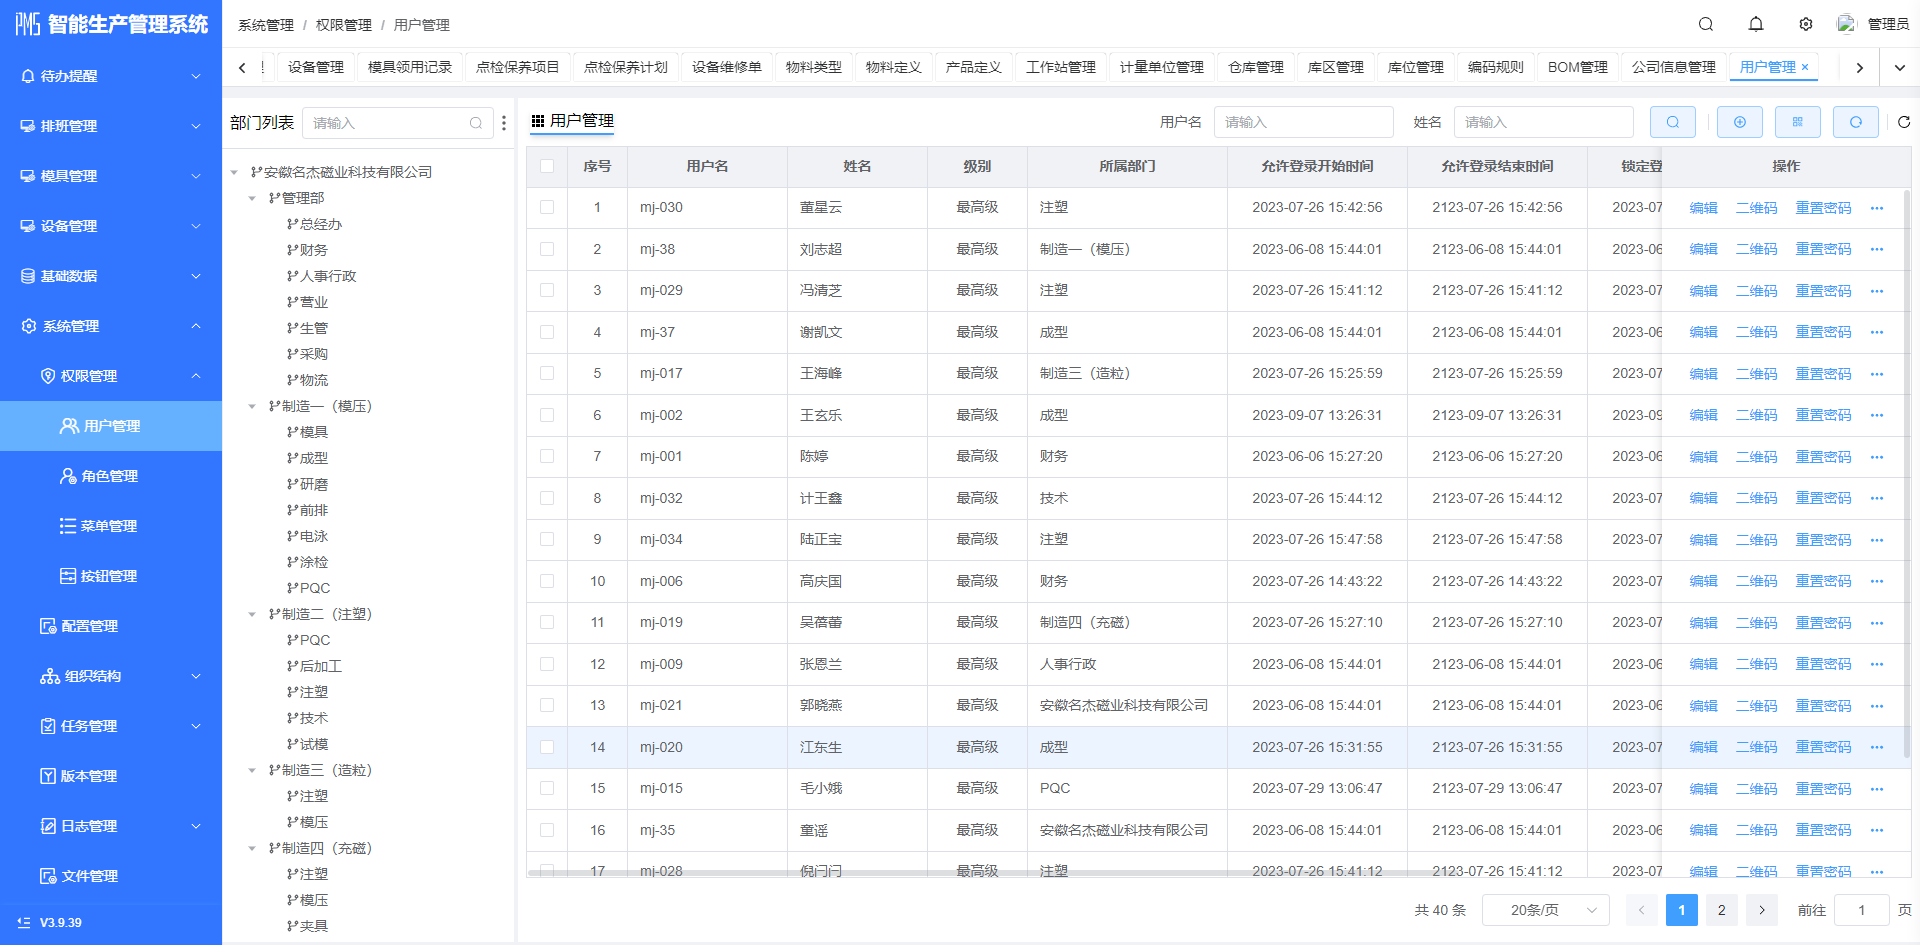 PMS 智能生产管理系统
待办提醒
排班管理
模具管理
设备管理
基础数据
系统管理
权限管理
用户管理
角色管理
菜单管理
按钮管理
配置管理
组织结构
任务管理
版本管理
日志管理
文件管理
V3.9.39
系统管理 / 权限管理 / 用户管理
管理员
设备管理 模具领用记录 点检保养项目 点检保养计划 设备维修单 物料类型 物料定义 产品定义 工作站管理 计量单位管理 仓库管理 库区管理 库位管理 编码规则 BOM管理 公司信息管理 用户管理 ×
部门列表 请输入
安徽名杰磁业科技有限公司
管理部
总经办
财务
人事行政
营业
生管
采购
物流
制造一（模压）
模具
成型
研磨
前排
电泳
涂检
PQC
制造二（注塑）
PQC
后加工
注塑
技术
试模
制造三（造粒）
注塑
模压
制造四（充磁）
注塑
模压
夹具
用户管理 用户名 请输入 姓名 请输入
序号 用户名 姓名 级别 所属部门 允许登录开始时间 允许登录结束时间 锁定登 操作
1 mj-030 董星云 最高级 注塑 2023-07-26 15:42:56 2123-07-26 15:42:56 2023-07 编辑 二维码 重置密码 ···
2 mj-38 刘志超 最高级 制造一（模压） 2023-06-08 15:44:01 2123-06-08 15:44:01 2023-06 编辑 二维码 重置密码 ···
3 mj-029 冯清芝 最高级 注塑 2023-07-26 15:41:12 2123-07-26 15:41:12 2023-07 编辑 二维码 重置密码 ···
4 mj-37 谢凯文 最高级 成型 2023-06-08 15:44:01 2123-06-08 15:44:01 2023-06 编辑 二维码 重置密码 ···
5 mj-017 王海峰 最高级 制造三（造粒） 2023-07-26 15:25:59 2123-07-26 15:25:59 2023-07 编辑 二维码 重置密码 ···
6 mj-002 王玄乐 最高级 成型 2023-09-07 13:26:31 2123-09-07 13:26:31 2023-09 编辑 二维码 重置密码 ···
7 mj-001 陈婷 最高级 财务 2023-06-06 15:27:20 2123-06-06 15:27:20 2023-06 编辑 二维码 重置密码 ···
8 mj-032 计王鑫 最高级 技术 2023-07-26 15:44:12 2123-07-26 15:44:12 2023-07 编辑 二维码 重置密码 ···
9 mj-034 陆正宝 最高级 注塑 2023-07-26 15:47:58 2123-07-26 15:47:58 2023-07 编辑 二维码 重置密码 ···
10 mj-006 高庆国 最高级 财务 2023-07-26 14:43:22 2123-07-26 14:43:22 2023-07 编辑 二维码 重置密码 ···
11 mj-019 吴蓓蕾 最高级 制造四（充磁） 2023-07-26 15:27:10 2123-07-26 15:27:10 2023-07 编辑 二维码 重置密码 ···
12 mj-009 张恩兰 最高级 人事行政 2023-06-08 15:44:01 2123-06-08 15:44:01 2023-06 编辑 二维码 重置密码 ···
13 mj-021 郭晓燕 最高级 安徽名杰磁业科技有限公司 2023-06-08 15:44:01 2123-06-08 15:44:01 2023-06 编辑 二维码 重置密码 ···
14 mj-020 江东生 最高级 成型 2023-07-26 15:31:55 2123-07-26 15:31:55 2023-07 编辑 二维码 重置密码 ···
15 mj-015 毛小娥 最高级 PQC 2023-07-29 13:06:47 2123-07-29 13:06:47 2023-07 编辑 二维码 重置密码 ···
16 mj-35 童谣 最高级 安徽名杰磁业科技有限公司 2023-06-08 15:44:01 2123-06-08 15:44:01 2023-06 编辑 二维码 重置密码 ···
17 mj-028 倪闩闩 最高级 注塑 2023-07-26 15:41:12 2123-07-26 15:41:12 2023-07 编辑 二维码 重置密码 ···
共 40 条 20条/页 1 2 前往 1 页